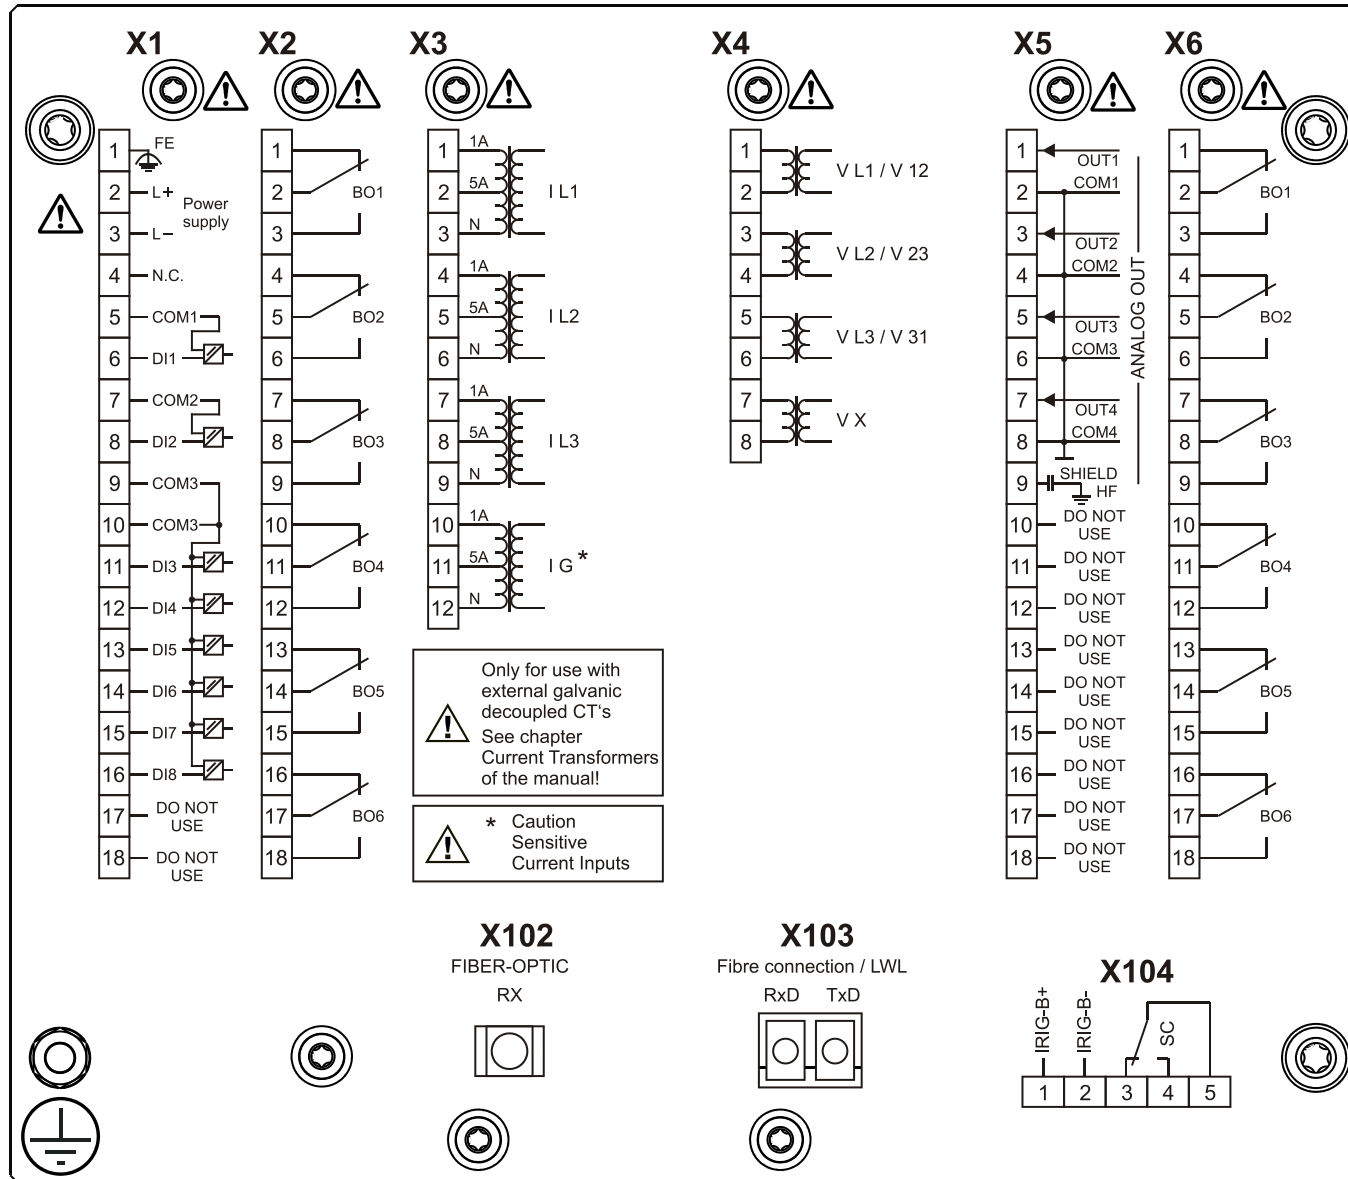 X1
X2
X3
X4
X5
X6
1 FE
2 L+
Power
supply
3 L–
4 N.C.
5 COM1
6 DI1
7 COM2
8 DI2
9 COM3
10 COM3
11 DI3
12 DI4
13 DI5
14 DI6
15 DI7
16 DI8
17 DO NOT
USE
18 DO NOT
USE
1
2 BO1
3
4
5 BO2
6
7
8 BO3
9
10
11 BO4
12
13
14 BO5
15
16
17 BO6
18
1 1A
2 5A I L1
3 N
4 1A
5 5A I L2
6 N
7 1A
8 5A I L3
9 N
10 1A
11 5A I G *
12 N
Only for use with
external galvanic
decoupled CT's
See chapter
Current Transformers
of the manual!
* Caution
Sensitive
Current Inputs
1
V L1 / V 12
2
3
V L2 / V 23
4
5
V L3 / V 31
6
7
V X
8
1 OUT1
2 COM1
3 OUT2
4 COM2
5 OUT3
6 COM3
7 OUT4
8 COM4
ANALOG OUT
9 SHIELD
HF
10 DO NOT
USE
11 DO NOT
USE
12 DO NOT
USE
13 DO NOT
USE
14 DO NOT
USE
15 DO NOT
USE
16 DO NOT
USE
17 DO NOT
USE
18 DO NOT
USE
1
2 BO1
3
4
5 BO2
6
7
8 BO3
9
10
11 BO4
12
13
14 BO5
15
16
17 BO6
18
X102
FIBER-OPTIC
RX
X103
Fibre connection / LWL
RxD TxD
X104
IRIG-B+
IRIG-B-
SC
1 2 3 4 5